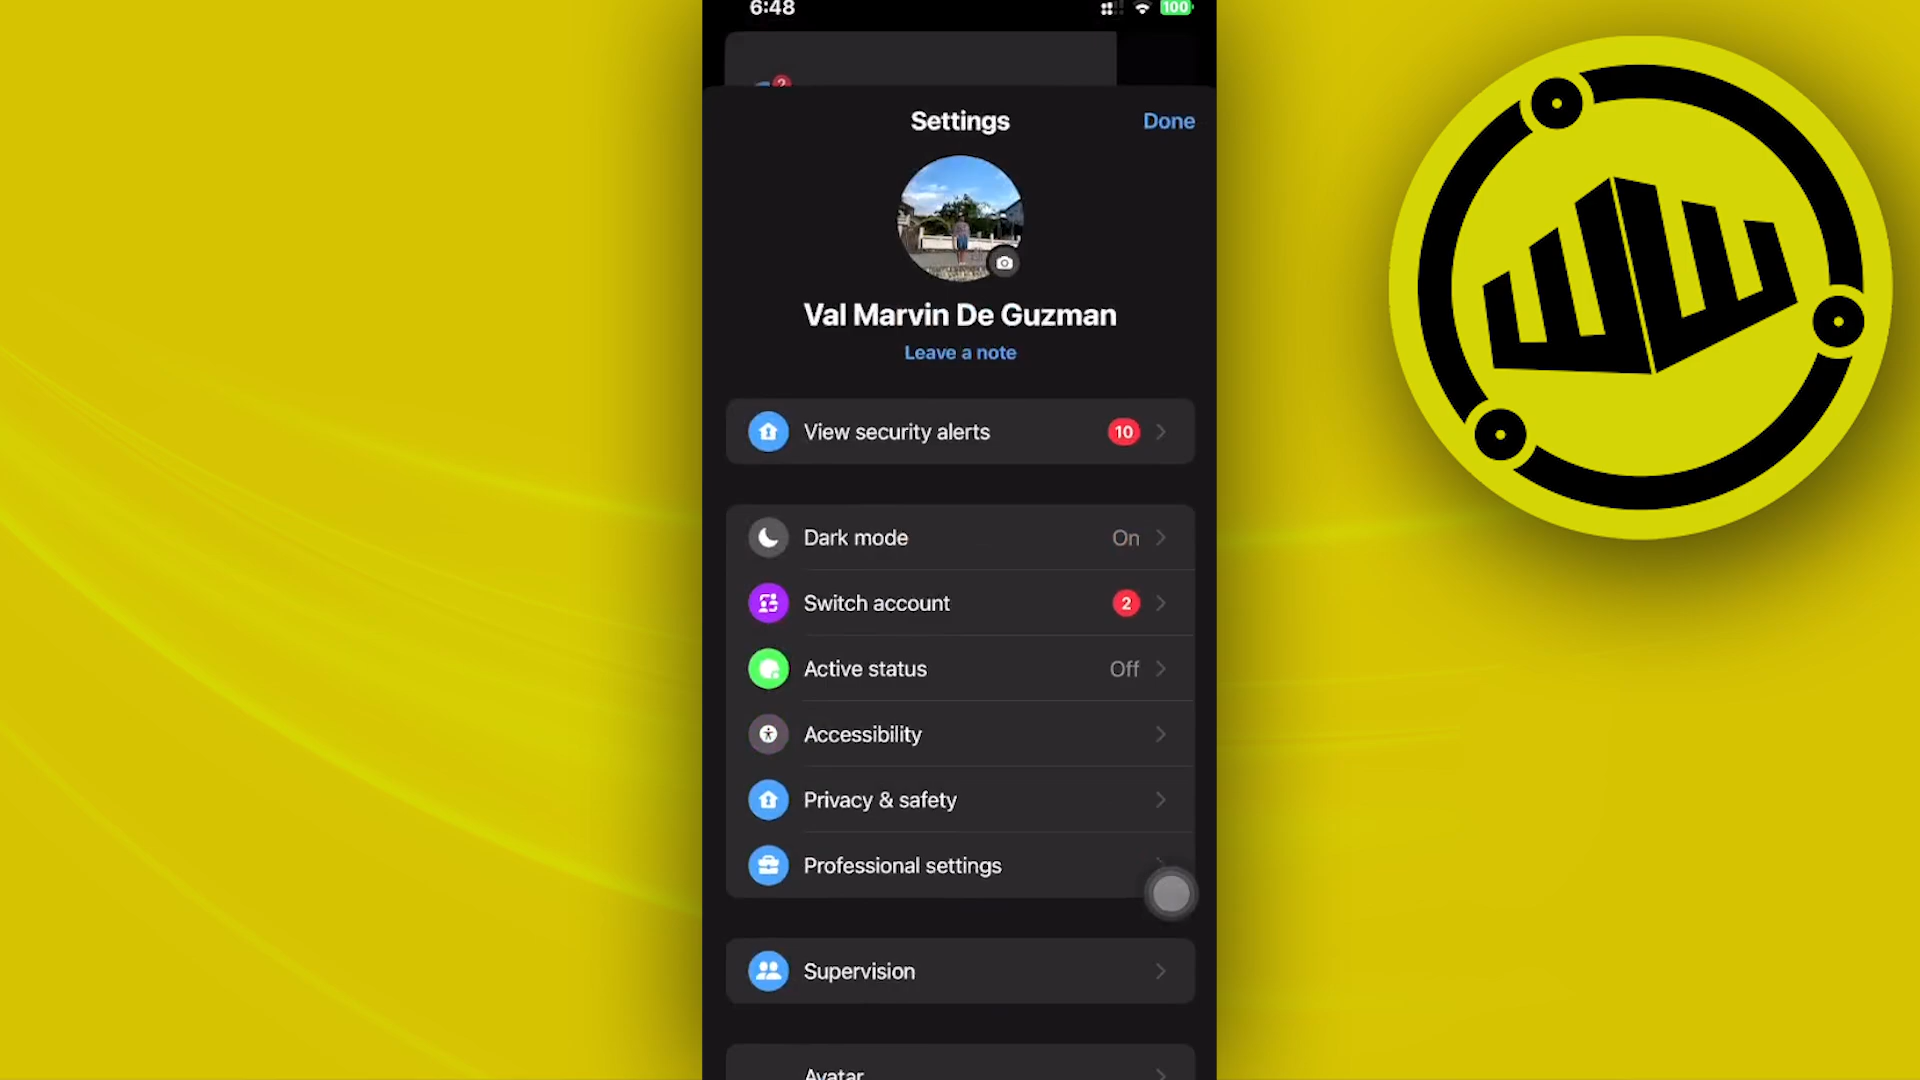 6:48
100
2
Settings
Done
Val Marvin De Guzman
Leave a note
View security alerts
10
Dark mode
On
Switch account
2
Active status
Off
Accessibility
Privacy & safety
Professional settings
Supervision
Avatar